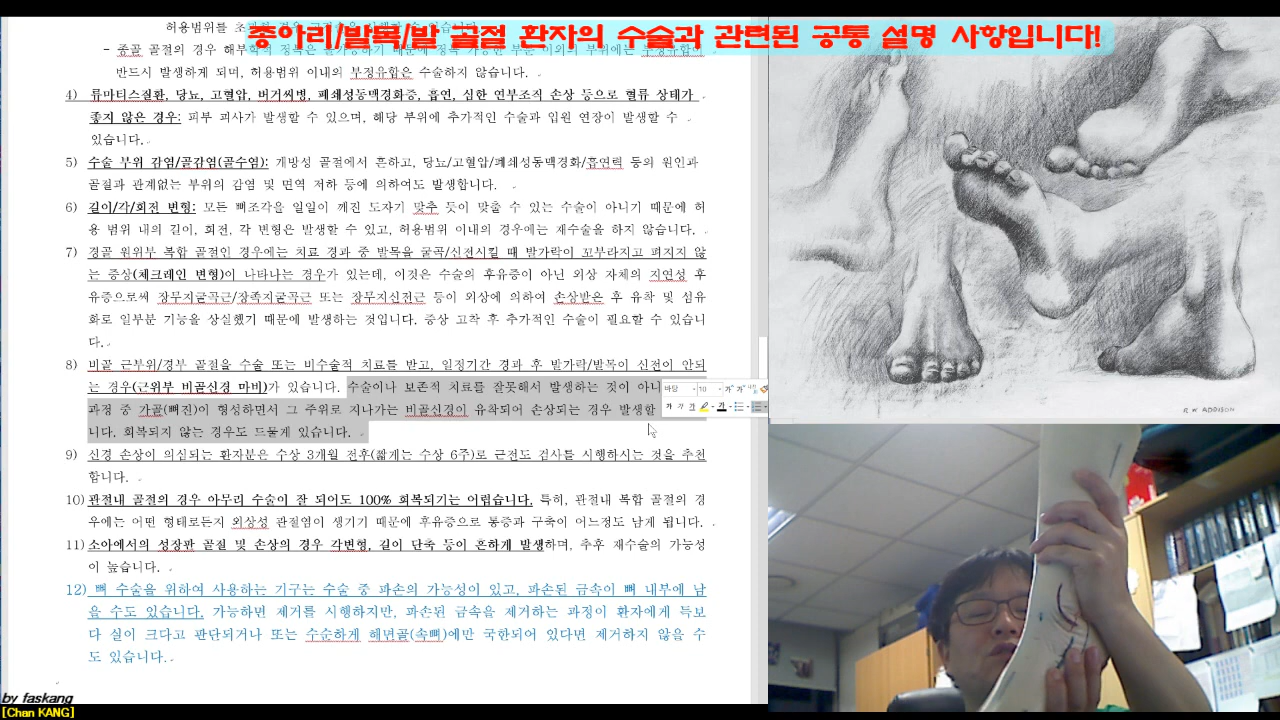 종아리/발목/발 골절 환자의 수술과 관련된 공통 설명 사항입니다!
허용범위를 초과할 경우
- 종골 골절의 경우
반드시 발생하게 되며, 허용범위 이내의 부정유합은 수술하지 않습니다.
4) 류마티스질환, 당뇨, 고혈압, 버거씨병, 폐쇄성동맥경화증, 흡연, 심한 연부조직 손상 등으로 혈류 상태가
좋지 않은 경우: 피부 괴사가 발생할 수 있으며, 해당 부위에 추가적인 수술과 입원 연장이 발생할 수
있습니다.
5) 수술 부위 감염/골감염(골수염): 개방성 골절에서 흔하고, 당뇨/고혈압/폐쇄성동맥경화/흡연력 등의 원인과
골절과 관계없는 부위의 감염 및 면역 저하 등에 의하여도 발생합니다.
6) 길이/각/회전 변형: 모든 뼈조각을 일일이 깨진 도자기 맞추 듯이 맞출 수 있는 수술이 아니기 때문에 허
용 범위 내의 길이, 회전, 각 변형은 발생할 수 있고, 허용범위 이내의 경우에는 재수술을 하지 않습니다.
7) 경골 원위부 복합 골절인 경우에는 치료 경과 중 발목을 굴곡/신전시킬 때 발가락이 꼬부라지고 펴지지 않
는 증상(체크레인 변형)이 나타나는 경우가 있는데, 이것은 수술의 후유증이 아닌 외상 자체의 지연성 후
유증으로써 장무지굴곡근/장족지굴곡근 또는 장무지신전근 등이 외상에 의하여 손상받은 후 유착 및 섬유
화로 일부분 기능을 상실했기 때문에 발생하는 것입니다. 증상 고착 후 추가적인 수술이 필요할 수 있습니
다.
8) 비골 근부위/경부 골절을 수술 또는 비수술적 치료를 받고, 일정기간 경과 후 발가락/발목이 신전이 안되
는 경우(근위부 비골신경 마비)가 있습니다. 수술이나 보존적 치료를 잘못해서 발생하는 것이 아니
과정 중 가골(뼈진)이 형성하면서 그 주위로 지나가는 비골신경이 되어 손상되는 경우 발생할
니다. 회복되지 않는 경우도 드물게 있습니다.
바탕 10 가 가
가 가 가 가
9) 신경 손상이 의심되는 환자분은 수상 3개월 전후(짧게는 수상 6주)로 근전도 검사를 시행하시는 것을 추천
합니다.
10) 관절내 골절의 경우 아무리 수술이 잘 되어도 100% 회복되기는 어렵습니다. 특히, 관절내 복합 골절의 경
우에는 어떤 형태로든지 외상성 관절염이 생기기 때문에 후유증으로 통증과 구축이 어느정도 남게 됩니다.
11) 소아에서의 성장판 골절 및 손상의 경우 각변형, 길이 단축 등이 흔하게 발생하며, 추후 재수술의 가능성
이 높습니다.
12) 뼈 수술을 위하여 사용하는 기구는 수술 중 파손의 가능성이 있고, 파손된 금속이 뼈 내부에 남
을 수도 있습니다. 가능하면 제거를 시행하지만, 파손된 금속을 제거하는 과정이 환자에게 득보
다 실이 크다고 판단되거나 또는 수순하게 해면골(속뼈)에만 국한되어 있다면 제거하지 않을 수
도 있습니다.
R W ADDISON
by faskang
[Chan KANG]